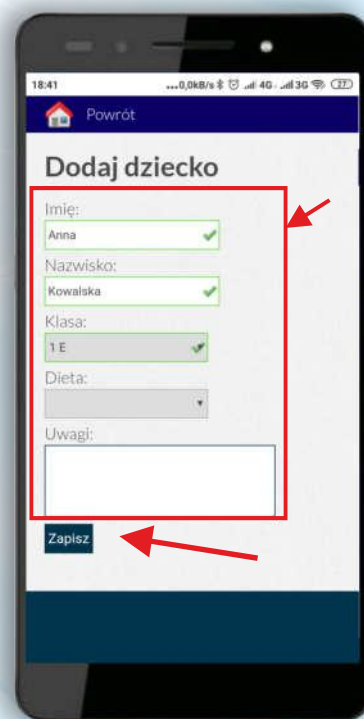 18:41
...0,0kB/s 4G 3G 27
Powrót
Dodaj dziecko
Imię:
Anna
Nazwisko:
Kowalska
Klasa:
1 E
Dieta:
Uwagi:
Zapisz